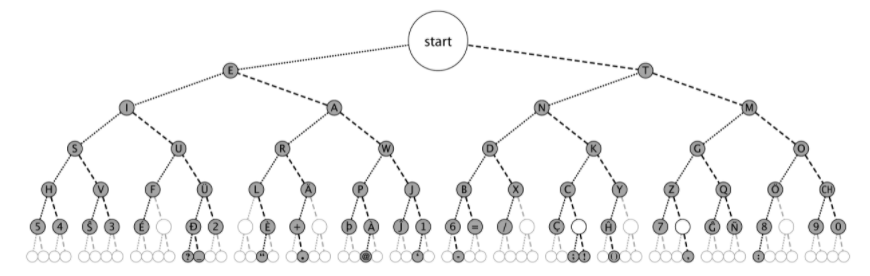 start
E T
I A N M
S U R W D K G O
H V F Ü L Ä P J B X C Y Z Q Ö CH
5 4 Ŝ 3 É Đ 2 È + Þ À Ĵ 1 6 = / Ç Ĥ 7 Ĝ Ñ 8 9 0
? _ " . @ ' - ; ! ( ) , :